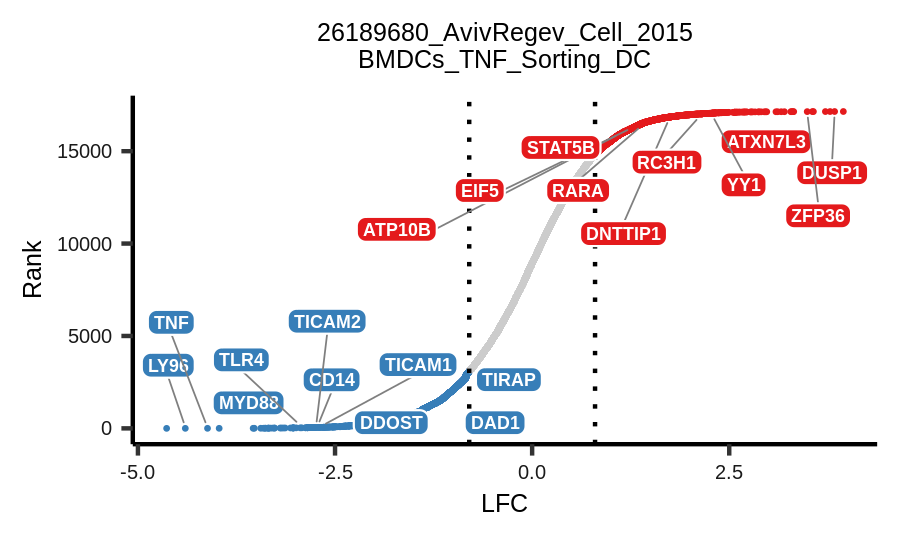 26189680_AvivRegev_Cell_2015
BMDCs_TNF_Sorting_DC
Rank
15000
10000
5000
0
STAT5B
ATXN7L3
RC3H1
DUSP1
YY1
EIF5
RARA
ZFP36
ATP10B
DNTTIP1
TNF
TICAM2
LY96
TLR4
TICAM1
CD14
TIRAP
MYD88
DDOST
DAD1
-5.0
-2.5
0.0
2.5
LFC